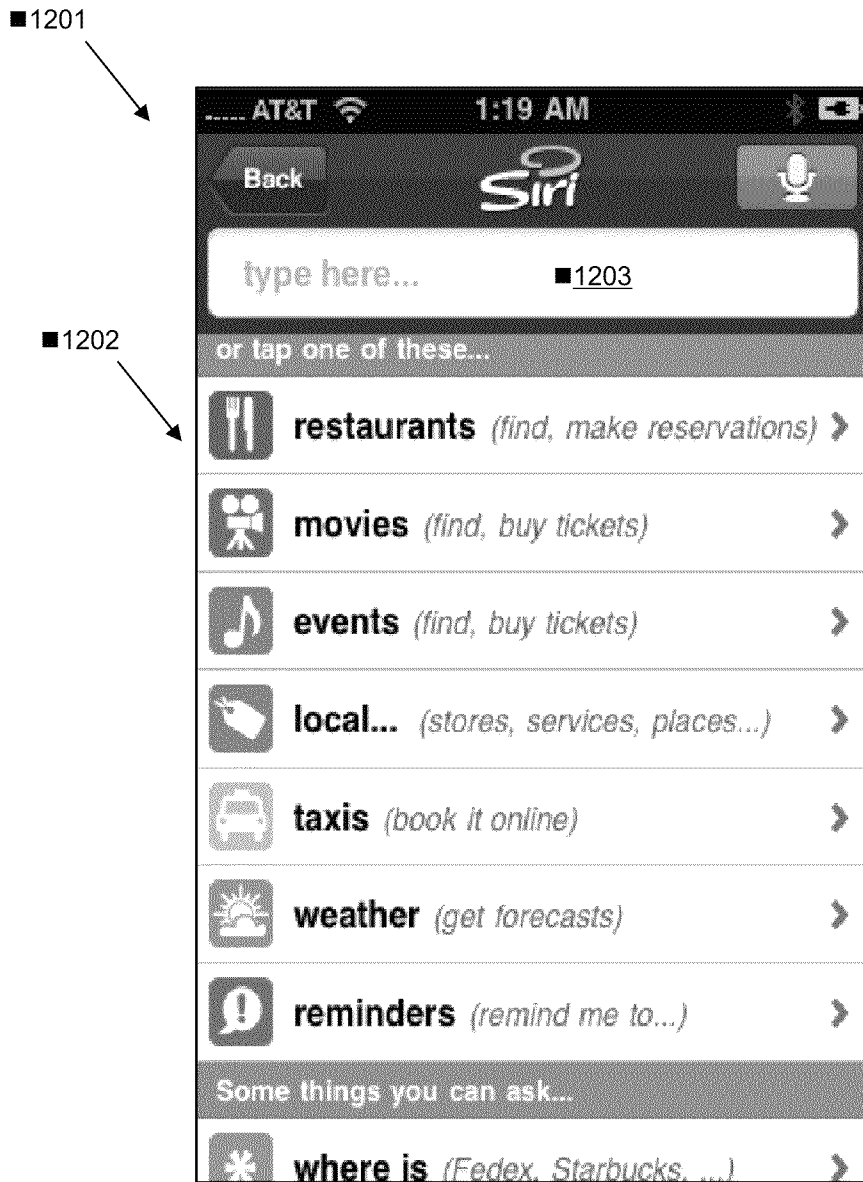 ■1201
..... AT&T 1:19 AM
Back Siri
type here... ■1203
■1202
or tap one of these...
restaurants (find, make reservations)
movies (find, buy tickets)
events (find, buy tickets)
local... (stores, services, places...)
taxis (book it online)
weather (get forecasts)
reminders (remind me to...)
Some things you can ask...
where is (Fedex, Starbucks, ...)